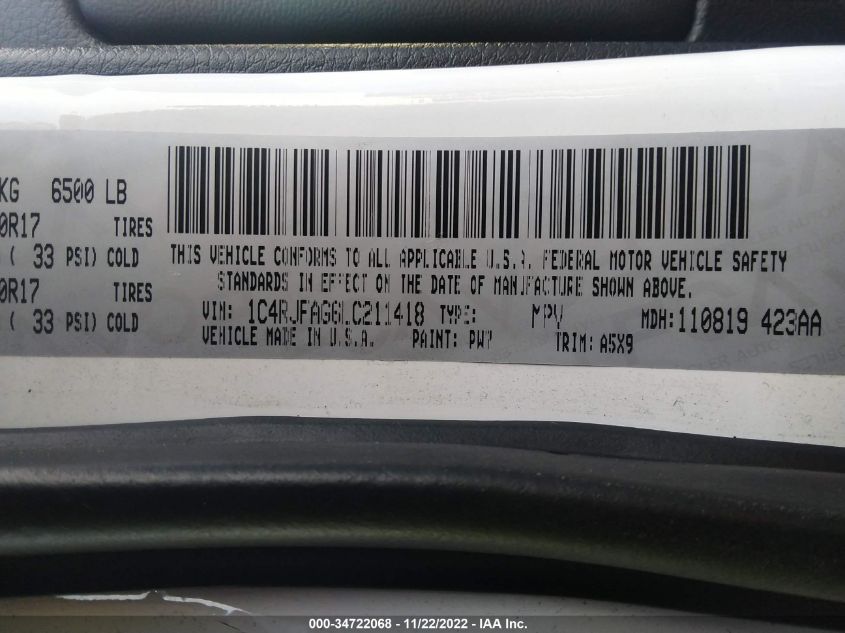 KG 6500 LB
0R17 TIRES
( 33 PSI) COLD
0R17 TIRES
( 33 PSI) COLD
THIS VEHICLE CONFORMS TO ALL APPLICABLE U.S.A. FEDERAL MOTOR VEHICLE SAFETY
STANDARDS IN EFFECT ON THE DATE OF MANUFACTURE SHOWN ABOVE.
VIN: 1C4RJFAG6LC211418 TYPE: MPV MDH:110819 423AA
VEHICLE MADE IN U.S.A. PAINT: PW7 TRIM: A5X9
000-34722068 - 11/22/2022 - IAA Inc.